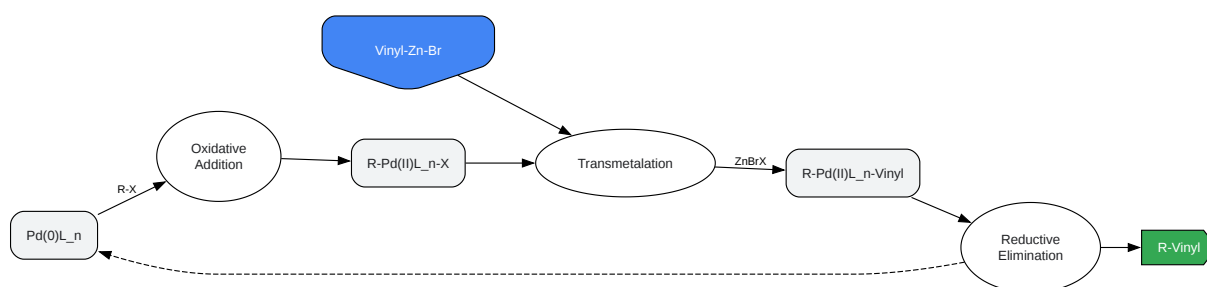 Vinyl-Zn-Br
Oxidative
Addition
R-Pd(II)L_n-X
Transmetalation
ZnBrX
R-Pd(II)L_n-Vinyl
R-X
Pd(0)L_n
Reductive
Elimination
R-Vinyl